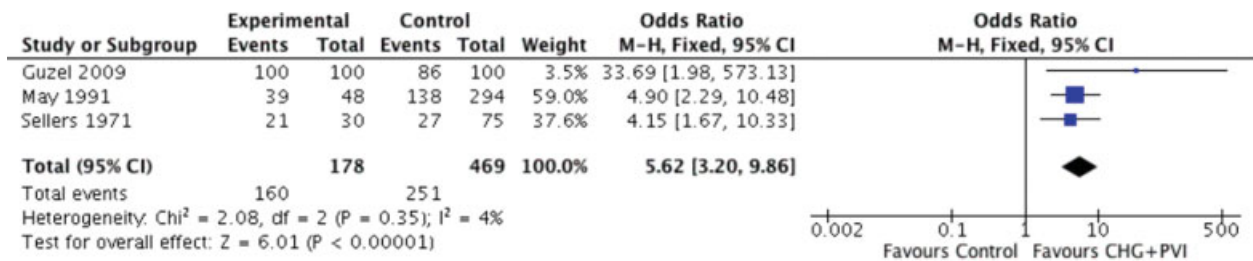 Experimental Control Odds Ratio Odds Ratio
Study or Subgroup Events Total Events Total Weight M-H, Fixed, 95% CI M-H, Fixed, 95% CI
Guzel 2009 100 100 86 100 3.5% 33.69 [1.98, 573.13]
May 1991 39 48 138 294 59.0% 4.90 [2.29, 10.48]
Sellers 1971 21 30 27 75 37.6% 4.15 [1.67, 10.33]
Total (95% CI) 178 469 100.0% 5.62 [3.20, 9.86]
Total events 160 251
Heterogeneity: Chi² = 2.08, df = 2 (P = 0.35); I² = 4%
Test for overall effect: Z = 6.01 (P < 0.00001)
0.002 0.1 1 10 500
Favours Control Favours CHG+PVI